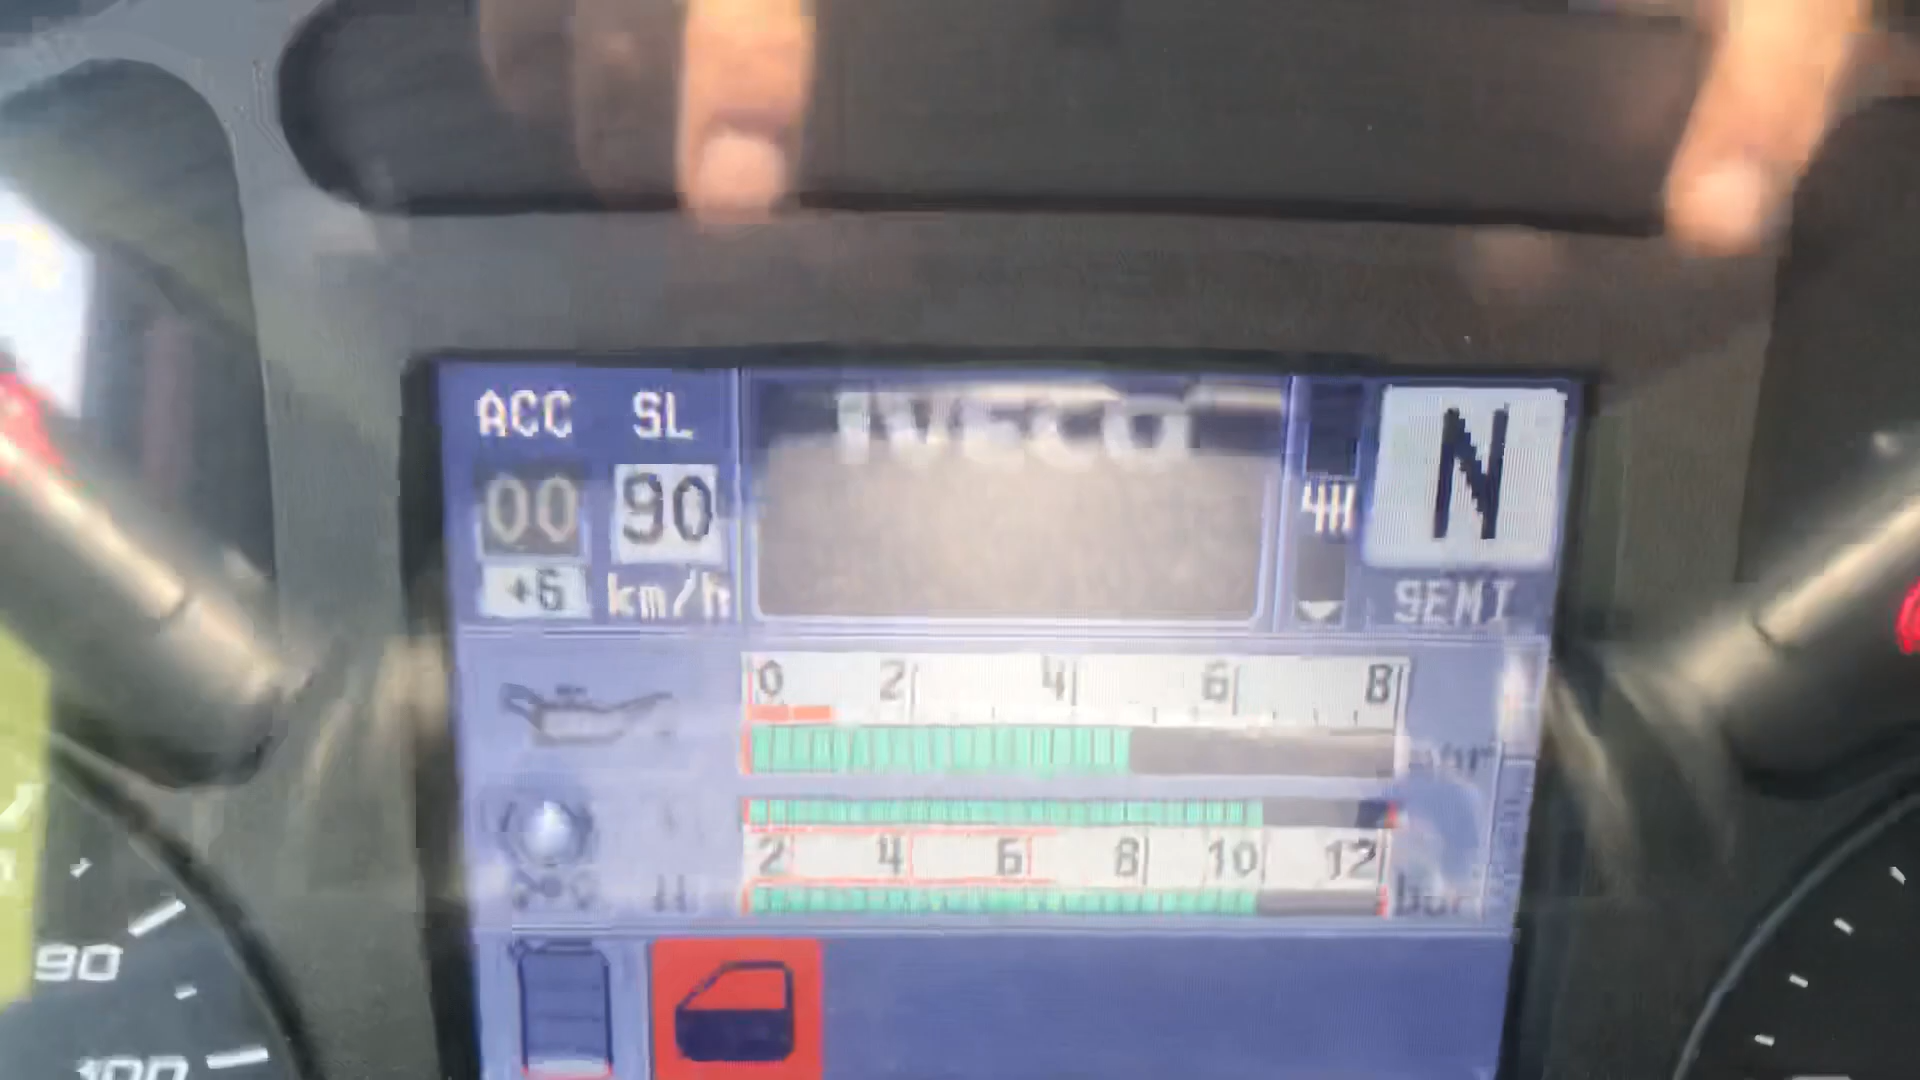 ACC SL
00 90
+6 km/h
IVECO
4H
N
SEMI
0 2 4 6 8
2 4 6 8 10 12
bar
90
100